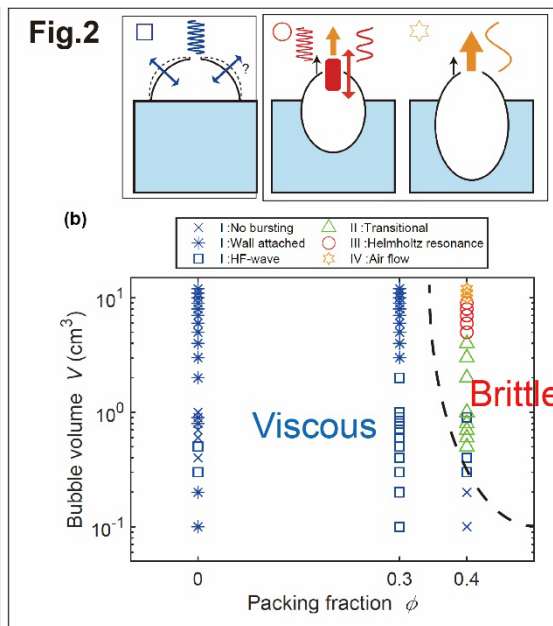 Fig.2
?
(b)
I :No bursting
II :Transitional
I :Wall attached
III :Helmholtz resonance
I :HF-wave
IV :Air flow
Bubble volume V (cm³)
10¹
10⁰
10⁻¹
Viscous
Brittle
0
0.3
0.4
Packing fraction ϕ